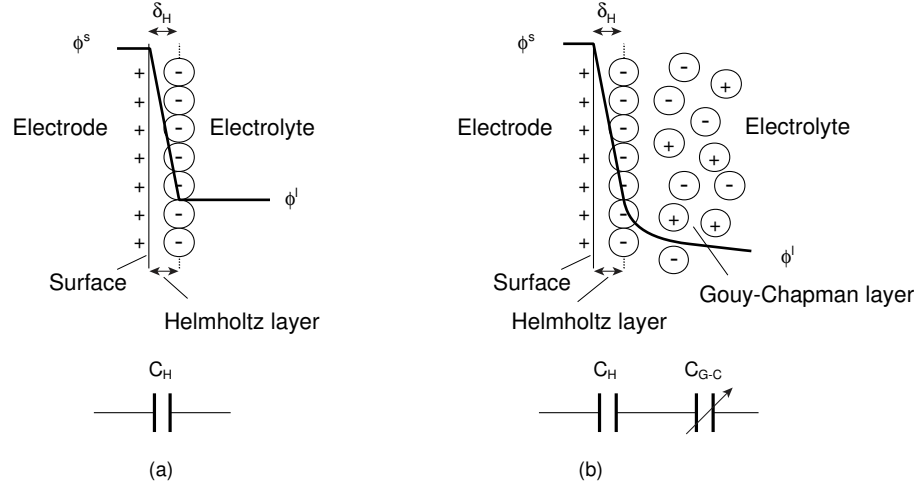 δH
ϕs
+ -
+ -
Electrode + - Electrolyte
+ -
+ -
+ - ϕl
+ -
Surface
Helmholtz layer
CH
(a)
δH
ϕs
+ - -
+ - - +
Electrode + - - Electrolyte
+ - + +
+ - - -
+ - + +
+ - -
ϕl
Surface
Gouy-Chapman layer
Helmholtz layer
CH CG-C
(b)